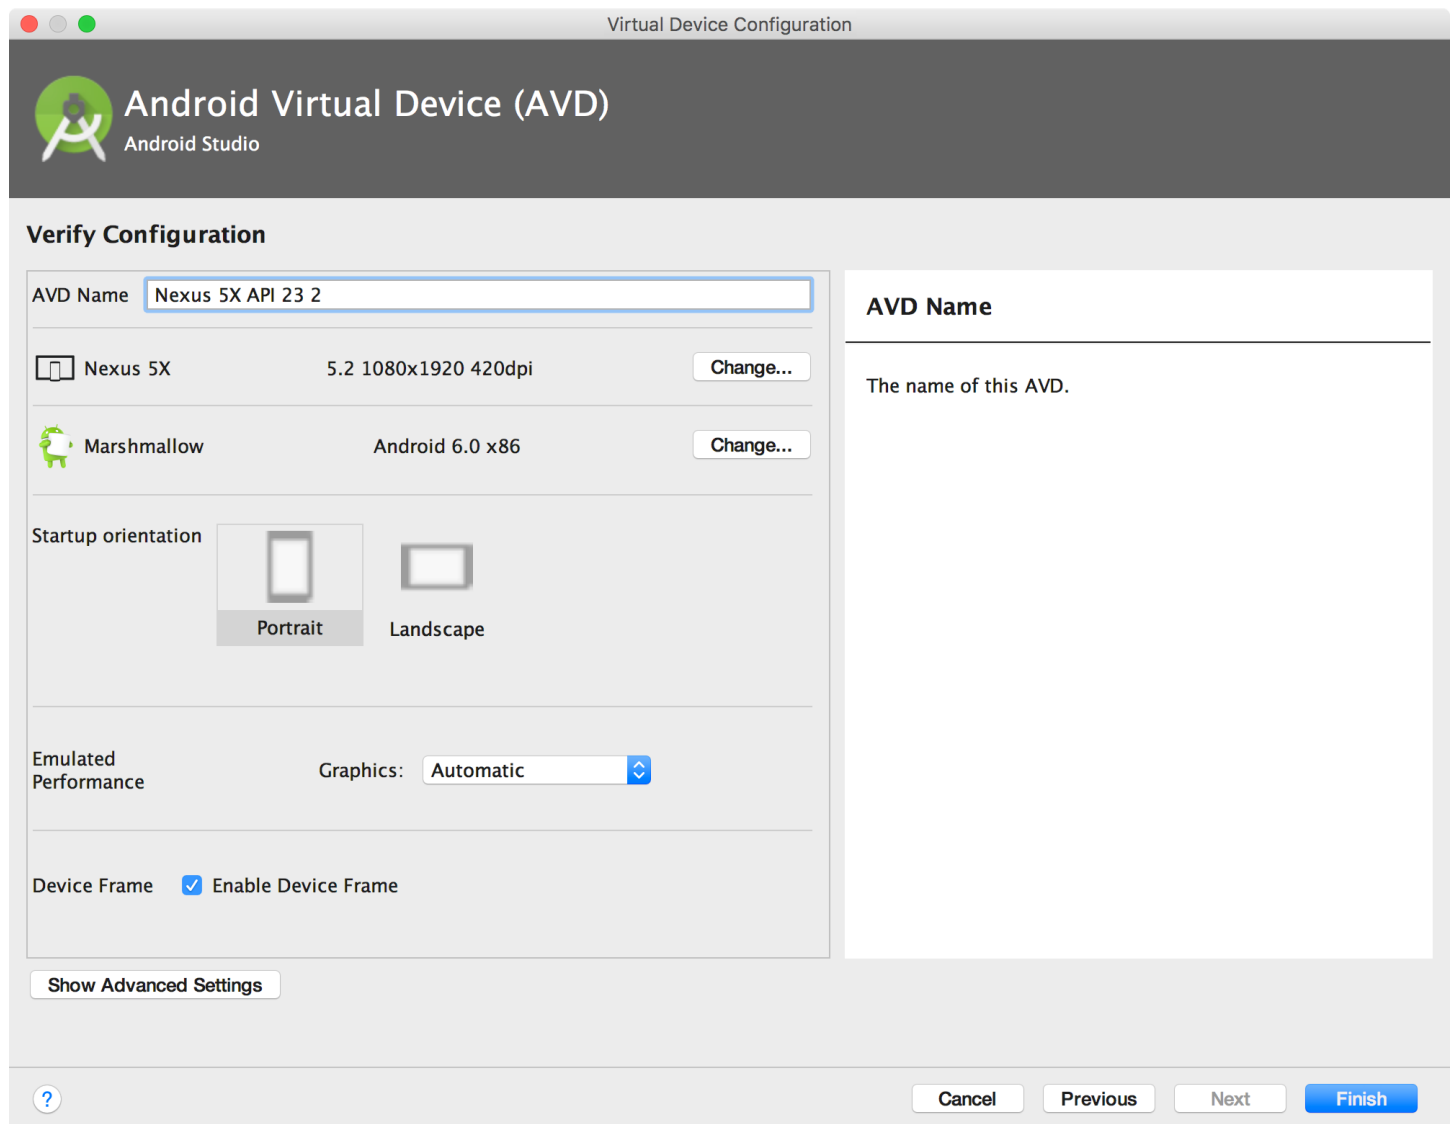 Virtual Device Configuration
Android Virtual Device (AVD)
Android Studio
Verify Configuration
AVD Name
Nexus 5X API 23 2
Nexus 5X
5.2 1080x1920 420dpi
Change...
Marshmallow
Android 6.0 x86
Change...
Startup orientation
Portrait
Landscape
Emulated
Performance
Graphics:
Automatic
Device Frame
Enable Device Frame
Show Advanced Settings
AVD Name
The name of this AVD.
?
Cancel
Previous
Next
Finish